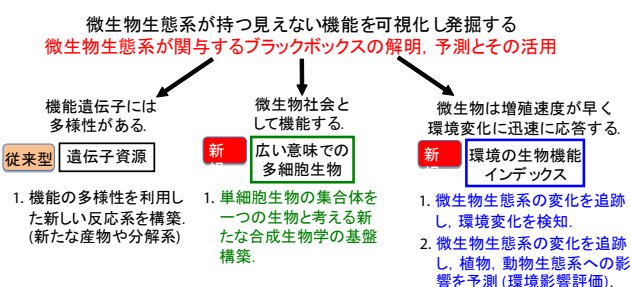 微生物生態系が持つ見えない機能を可視化し発掘する
微生物生態系が関与するブラックボックスの解明, 予測とその活用
機能遺伝子には
多様性がある.
従来型
遺伝子資源
1. 機能の多様性を利用し
た新しい反応系を構築.
(新たな産物や分解系)
微生物社会と
して機能する.
新
広い意味での
多細胞生物
1. 単細胞生物の集合体を
一つの生物と考える新
たな合成生物学の基盤
構築.
微生物は増殖速度が早く
環境変化に迅速に応答する.
新
環境の生物機能
インデックス
1. 微生物生態系の変化を追跡
し, 環境変化を検知.
2. 微生物生態系の変化を追跡
し, 植物, 動物生態系への影
響を予測 (環境影響評価).